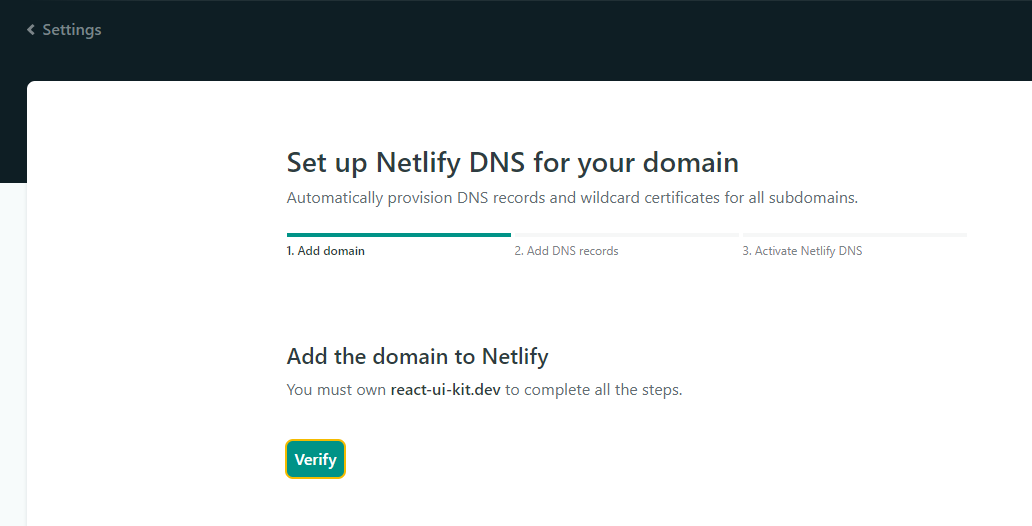 Settings
Set up Netlify DNS for your domain
Automatically provision DNS records and wildcard certificates for all subdomains.
1. Add domain
2. Add DNS records
3. Activate Netlify DNS
Add the domain to Netlify
You must own react-ui-kit.dev to complete all the steps.
Verify